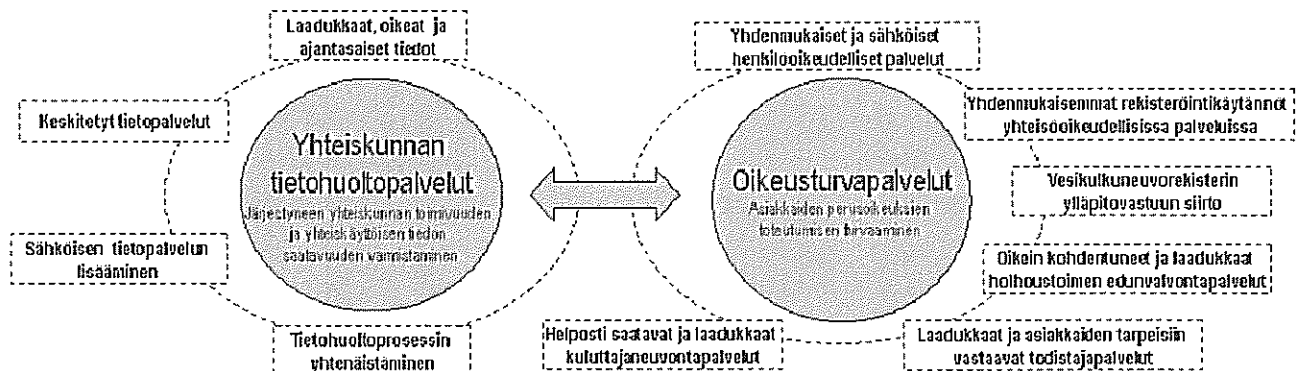 Laadukkaat, oikeat ja
ajantasaiset tiedot
Keskitetyt tietopalvelut
Yhteiskunnan
tietohuoltopalvelut
Järjestyneen yhteiskunnan toimivuuden
ja yhteiskäyttöisen tiedon
saatavuuden varmistaminen
Sähköisen tietopalvelun
lisääminen
Tietohuoltoprosessin
yhtenäistäminen
Yhdenmukaiset ja sähköiset
henkilöoikeudelliset palvelut
Yhdenmukaisemmat rekisteröintikäytännöt
yhteisöoikeudellisissa palveluissa
Oikeusturvapalvelut
Asiakkaiden perusoikeuksien
toteutumisen turvaaminen
Vesikulkuneuvorekisterin
ylläpitovastuun siirto
Oikein kohdentuneet ja laadukkaat
holhoustoimen edunvalvontapalvelut
Helposti saatavat ja laadukkaat
kuluttajaneuvontapalvelut
Laadukkaat ja asiakkaiden tarpeisiin
vastaavat todistajapalvelut